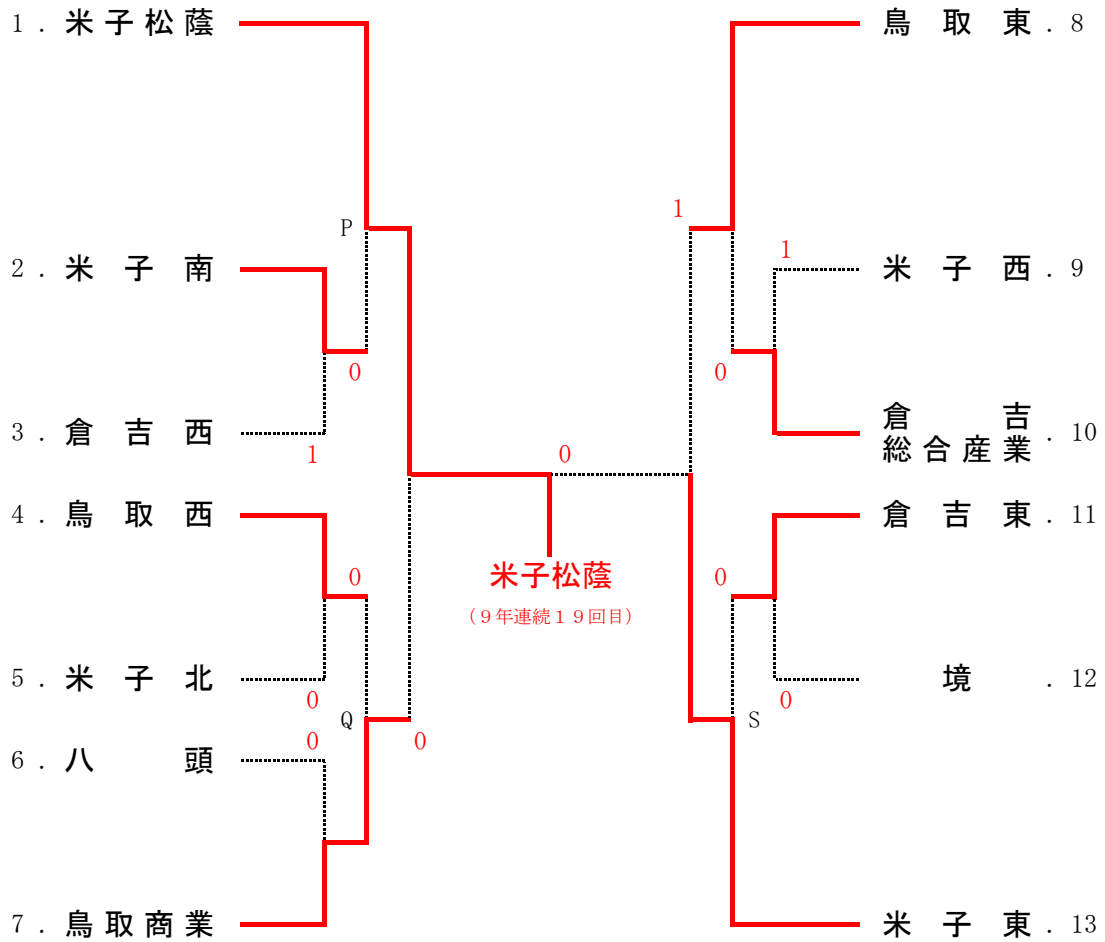 1. 米子松蔭
P
2. 米子南
0
3. 倉吉西
1
4. 鳥取西
0
5. 米子北
0
0
Q
0
6. 八頭
7. 鳥取商業
0
米子松蔭
(9年連続19回目)
鳥取東 . 8
1
1
米子西 . 9
0
倉吉
総合産業 . 10
倉吉東 . 11
0
境 . 12
0
S
米子東 . 13